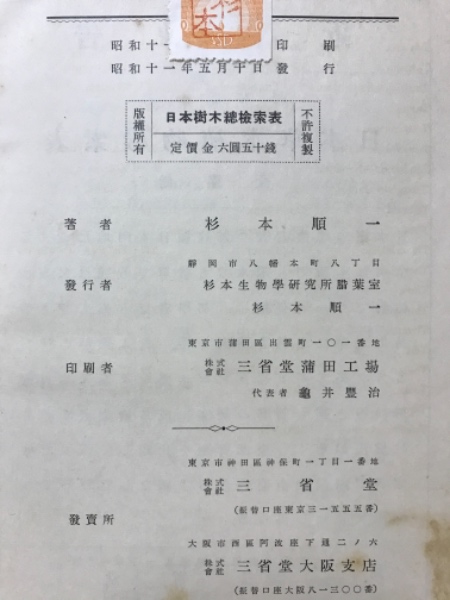 昭和十一 印刷
昭和十一年五月十日發行
版權所有
日本樹木總檢索表
定價金六圓五十錢
不許複製
著者 杉本順一
靜岡市八幡本町八丁目
發行者 杉本生物學研究所腊葉室
杉本順一
東京市蒲田區出雲町一〇一番地
印刷者 株式會社 三省堂蒲田工場
代表者 龜井豐治
東京市神田區神保町一丁目一番地
株式會社 三省堂
(振替口座東京三一五五五番)
發賣所
大阪市西區阿波座下通二ノ六
株式會社 三省堂大阪支店
(振替口座大阪八一三〇〇番)